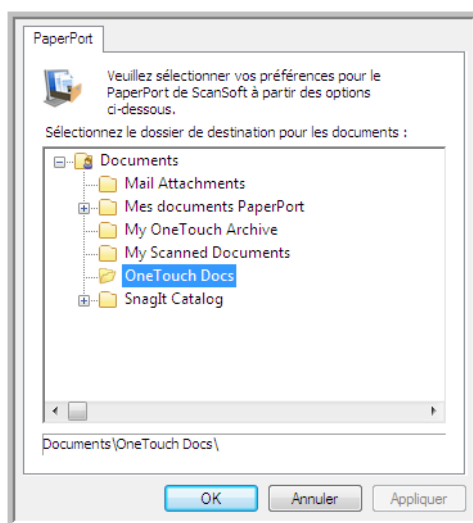 PaperPort
Veuillez sélectionner vos préférences pour le
PaperPort de ScanSoft à partir des options
ci-dessous.
Sélectionnez le dossier de destination pour les documents :
Documents
Mail Attachments
Mes documents PaperPort
My OneTouch Archive
My Scanned Documents
OneTouch Docs
SnagIt Catalog
Documents\OneTouch Docs\
OK Annuler Appliquer